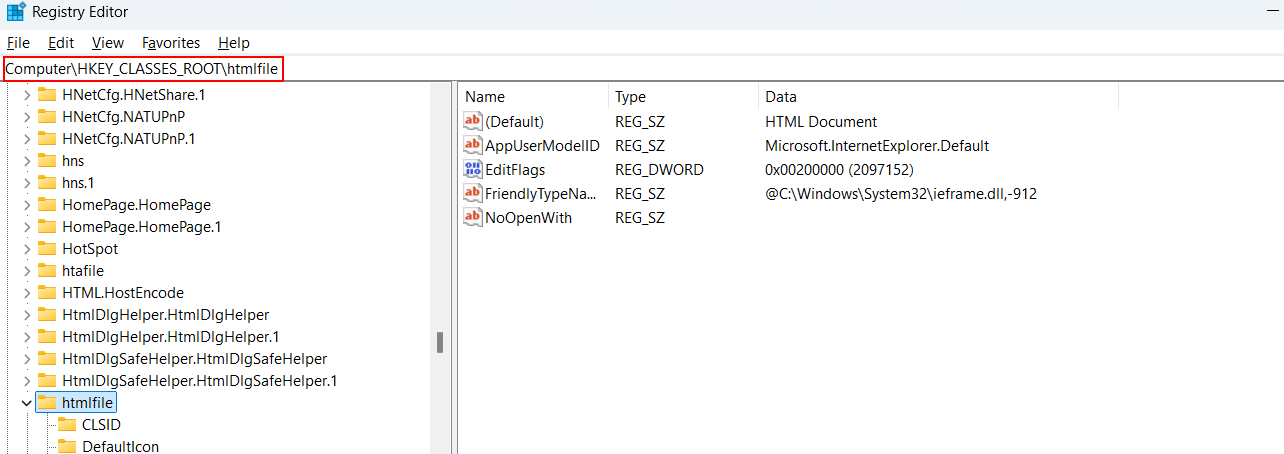 Registry Editor
File Edit View Favorites Help
Computer\HKEY_CLASSES_ROOT\htmlfile
HNetCfg.HNetShare.1
HNetCfg.NATUPnP
HNetCfg.NATUPnP.1
hns
hns.1
HomePage.HomePage
HomePage.HomePage.1
HotSpot
htafile
HTML.HostEncode
HtmlDlgHelper.HtmlDlgHelper
HtmlDlgHelper.HtmlDlgHelper.1
HtmlDlgSafeHelper.HtmlDlgSafeHelper
HtmlDlgSafeHelper.HtmlDlgSafeHelper.1
htmlfile
CLSID
DefaultIcon
Name Type Data
(Default) REG_SZ HTML Document
AppUserModelID REG_SZ Microsoft.InternetExplorer.Default
EditFlags REG_DWORD 0x00200000 (2097152)
FriendlyTypeNa... REG_SZ @C:\Windows\System32\ieframe.dll,-912
NoOpenWith REG_SZ